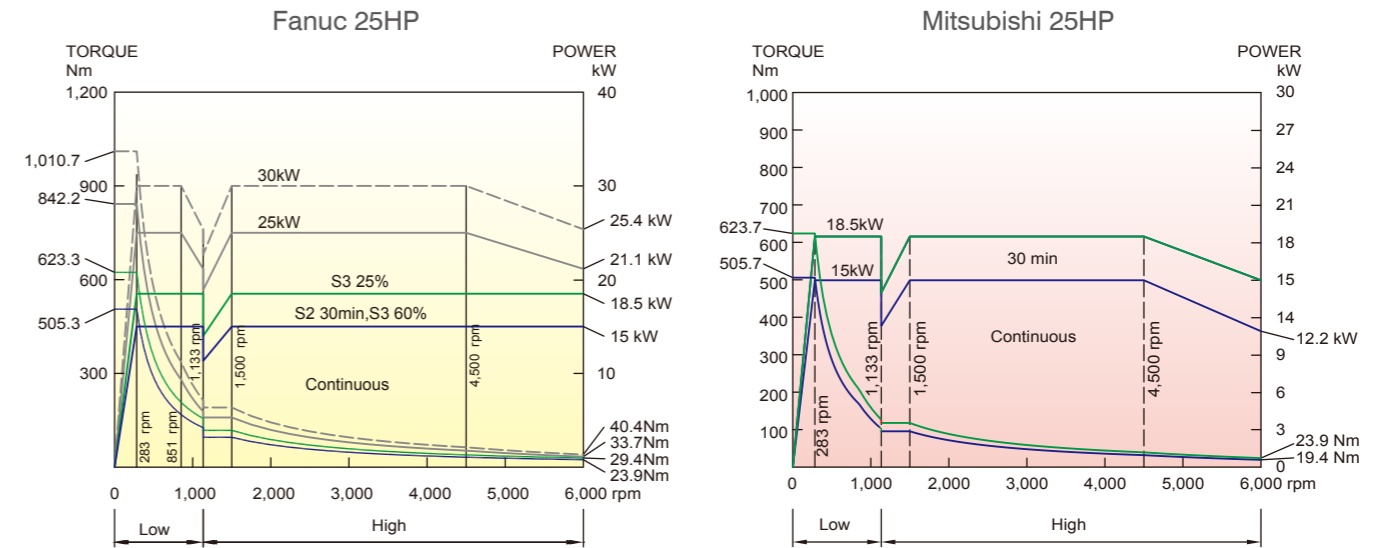 Fanuc 25HP
TORQUE
Nm
POWER
kW
1,200
900
600
300
1,010.7
842.2
623.3
505.3
40
30
20
10
30kW
25kW
S3 25%
S2 30min,S3 60%
Continuous
283 rpm
851 rpm
1,133 rpm
1,500 rpm
4,500 rpm
25.4 kW
21.1 kW
18.5 kW
15 kW
40.4Nm
33.7Nm
29.4Nm
23.9Nm
0 1,000 2,000 3,000 4,000 5,000 6,000 rpm
Low High
Mitsubishi 25HP
TORQUE
Nm
POWER
kW
1,000
900
800
700
600
500
400
300
200
100
623.7
505.7
30
27
24
21
18
15
14
9
6
3
0
18.5kW
15kW
30 min
Continuous
283 rpm
1,133 rpm
1,500 rpm
4,500 rpm
12.2 kW
23.9 Nm
19.4 Nm
0 1,000 2,000 3,000 4,000 5,000 6,000 rpm
Low High